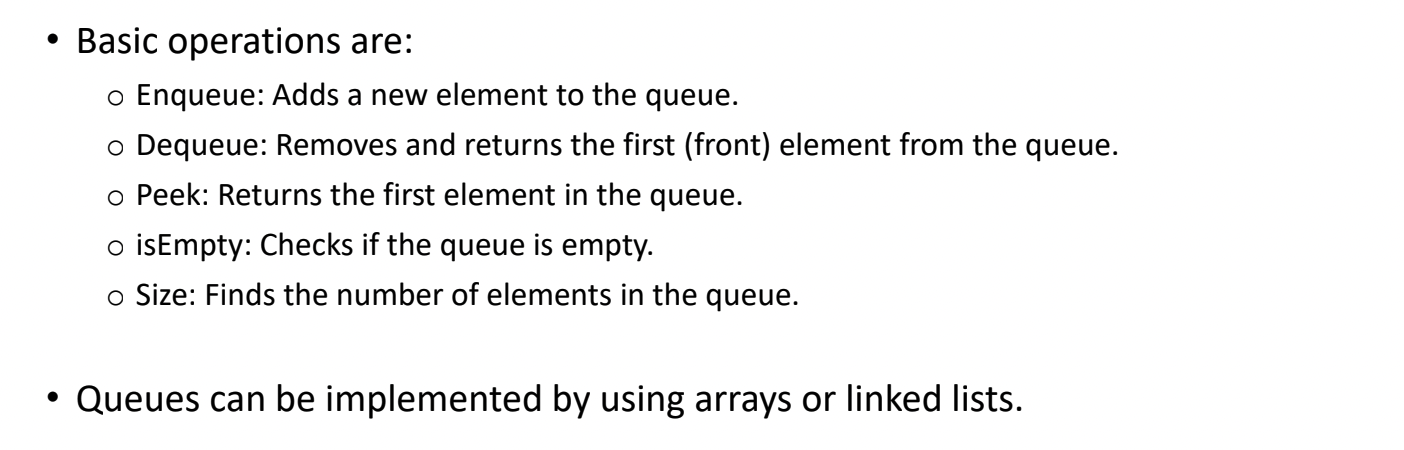 • Basic operations are:
○ Enqueue: Adds a new element to the queue.
○ Dequeue: Removes and returns the first (front) element from the queue.
○ Peek: Returns the first element in the queue.
○ isEmpty: Checks if the queue is empty.
○ Size: Finds the number of elements in the queue.
• Queues can be implemented by using arrays or linked lists.